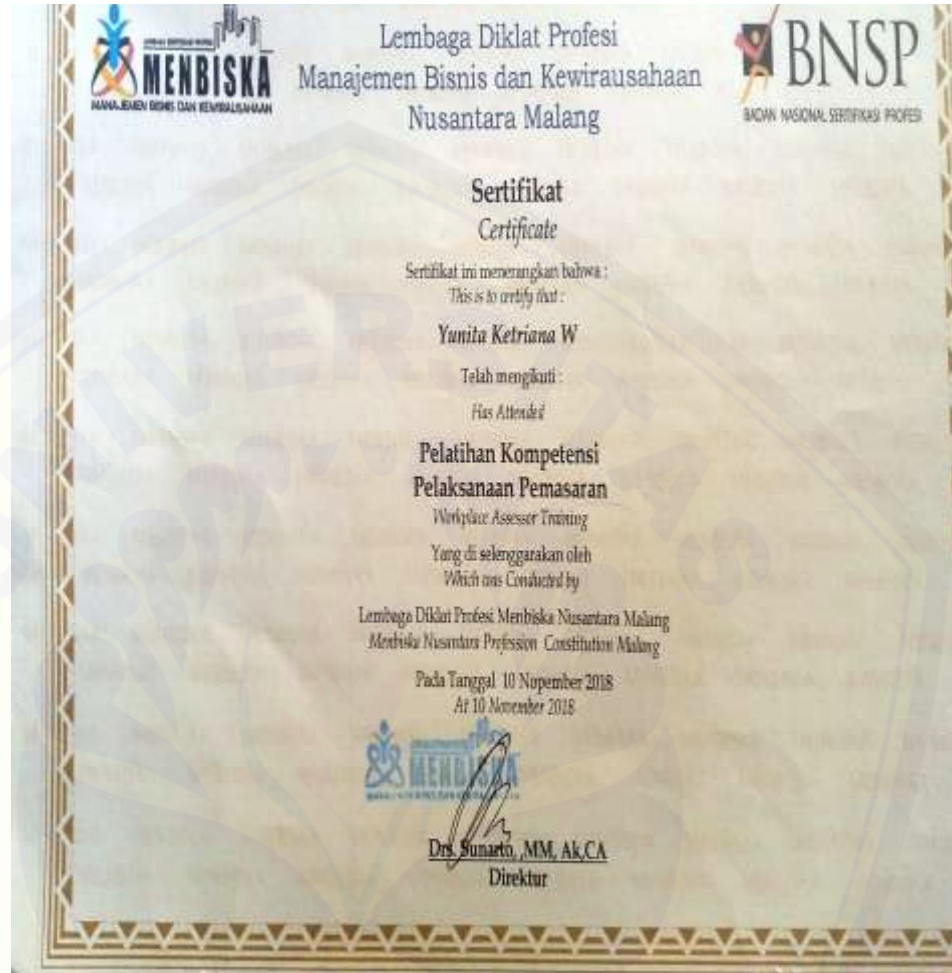 MENBISKA
MANAJEMEN BISNIS DAN KEWIRAUSAHAAN
Lembaga Diklat Profesi
Manajemen Bisnis dan Kewirausahaan
Nusantara Malang
BNSP
BADAN NASIONAL SERTIFIKASI PROFESI
Sertifikat
Certificate
Sertifikat ini menerangkan bahwa :
This is to certify that :
Yunita Ketriana W
Telah mengikuti :
Has Attended
Pelatihan Kompetensi
Pelaksanaan Pemasaran
Workplace Assessor Training
Yang di selenggarakan oleh
Which was Conducted by
Lembaga Diklat Profesi Menbiska Nusantara Malang
Menbiska Nusantara Profession Constitution Malang
Pada Tanggal 10 Nopember 2018
At 10 November 2018
MENBISKA
Drs. Sunarto, ,MM, Ak,CA
Direktur